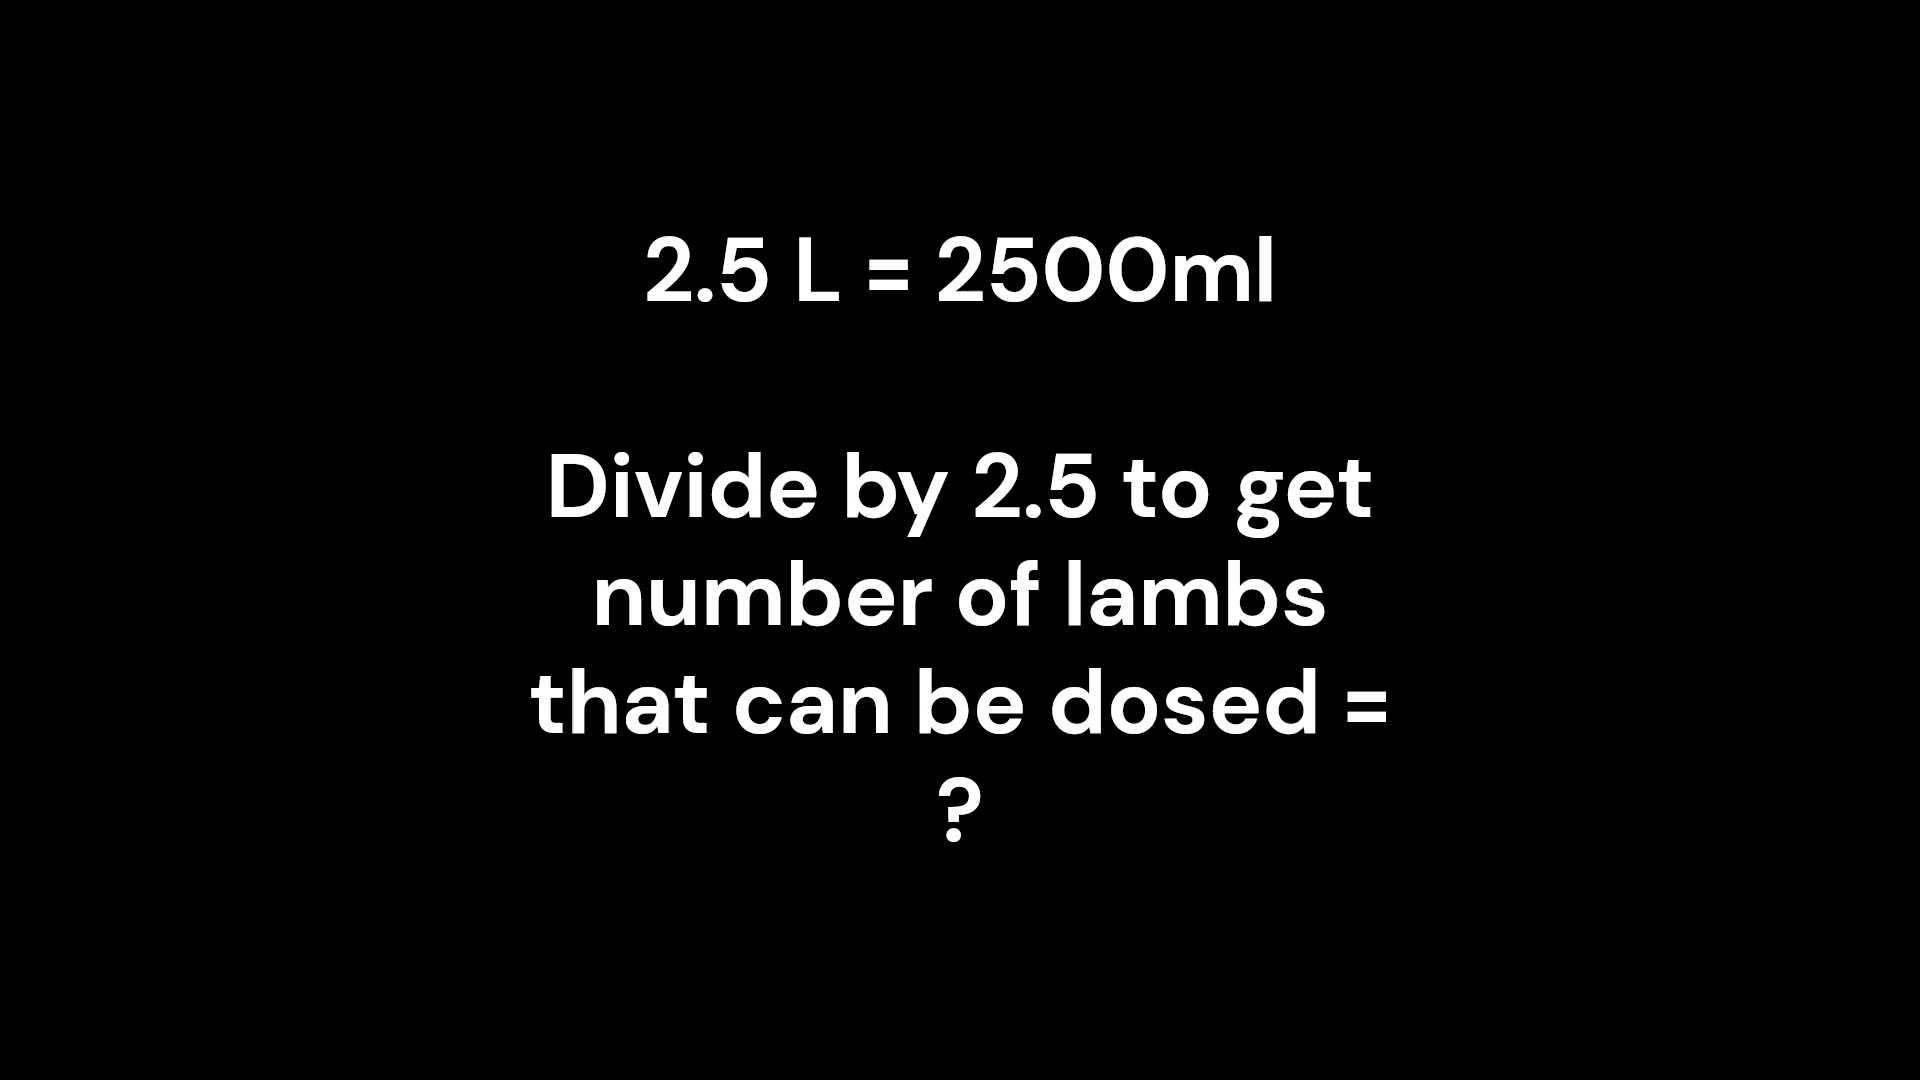 2.5 L = 2500ml
Divide by 2.5 to get
number of lambs
that can be dosed =
?